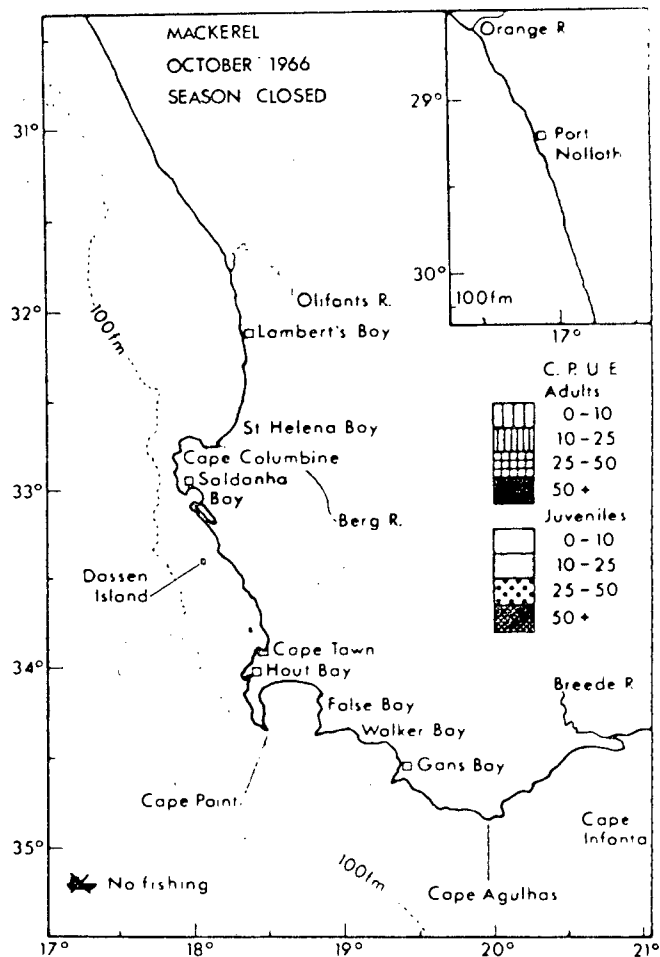 MACKEREL
OCTOBER 1966
SEASON CLOSED
Orange R
29°
Port
Nolloth
30°
100fm
17°
31°
32°
33°
34°
35°
100fm
Olifants R.
Lambert's Bay
St Helena Bay
Cape Columbine
Saldanha
Bay
Berg R.
Dassen
Island
Cape Town
Hout Bay
False Bay
Walker Bay
Gans Bay
Breede R
Cape Point
Cape
Infanta
Cape Agulhas
100fm
No fishing
C. P. U E
Adults
0-10
10-25
25-50
50+
Juveniles
0-10
10-25
25-50
50+
17°
18°
19°
20°
21°